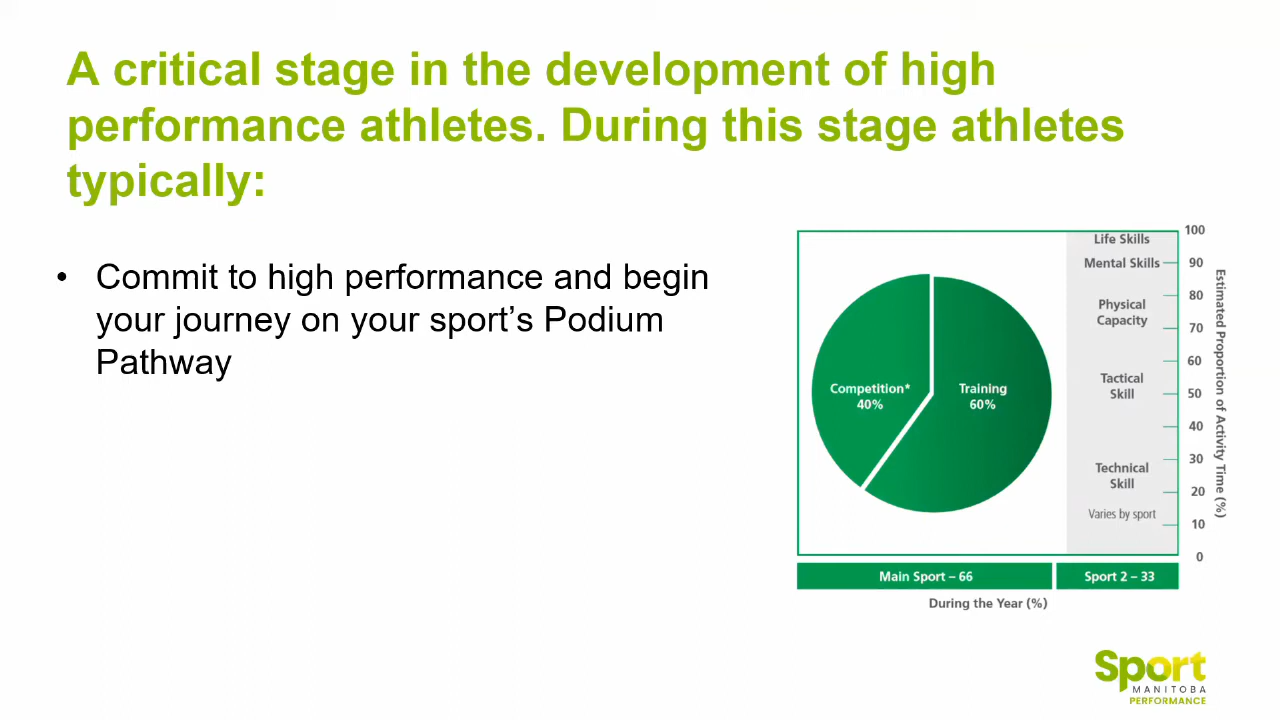 A critical stage in the development of high
performance athletes. During this stage athletes
typically:
• Commit to high performance and begin
your journey on your sport’s Podium
Pathway
Competition*
40%
Training
60%
Life Skills
Mental Skills
Physical
Capacity
Tactical
Skill
Technical
Skill
Varies by sport
100
90
80
70
60
50
40
30
20
10
0
Estimated Proportion of Activity Time (%)
Main Sport – 66
Sport 2 – 33
During the Year (%)
Sport
MANITOBA
PERFORMANCE